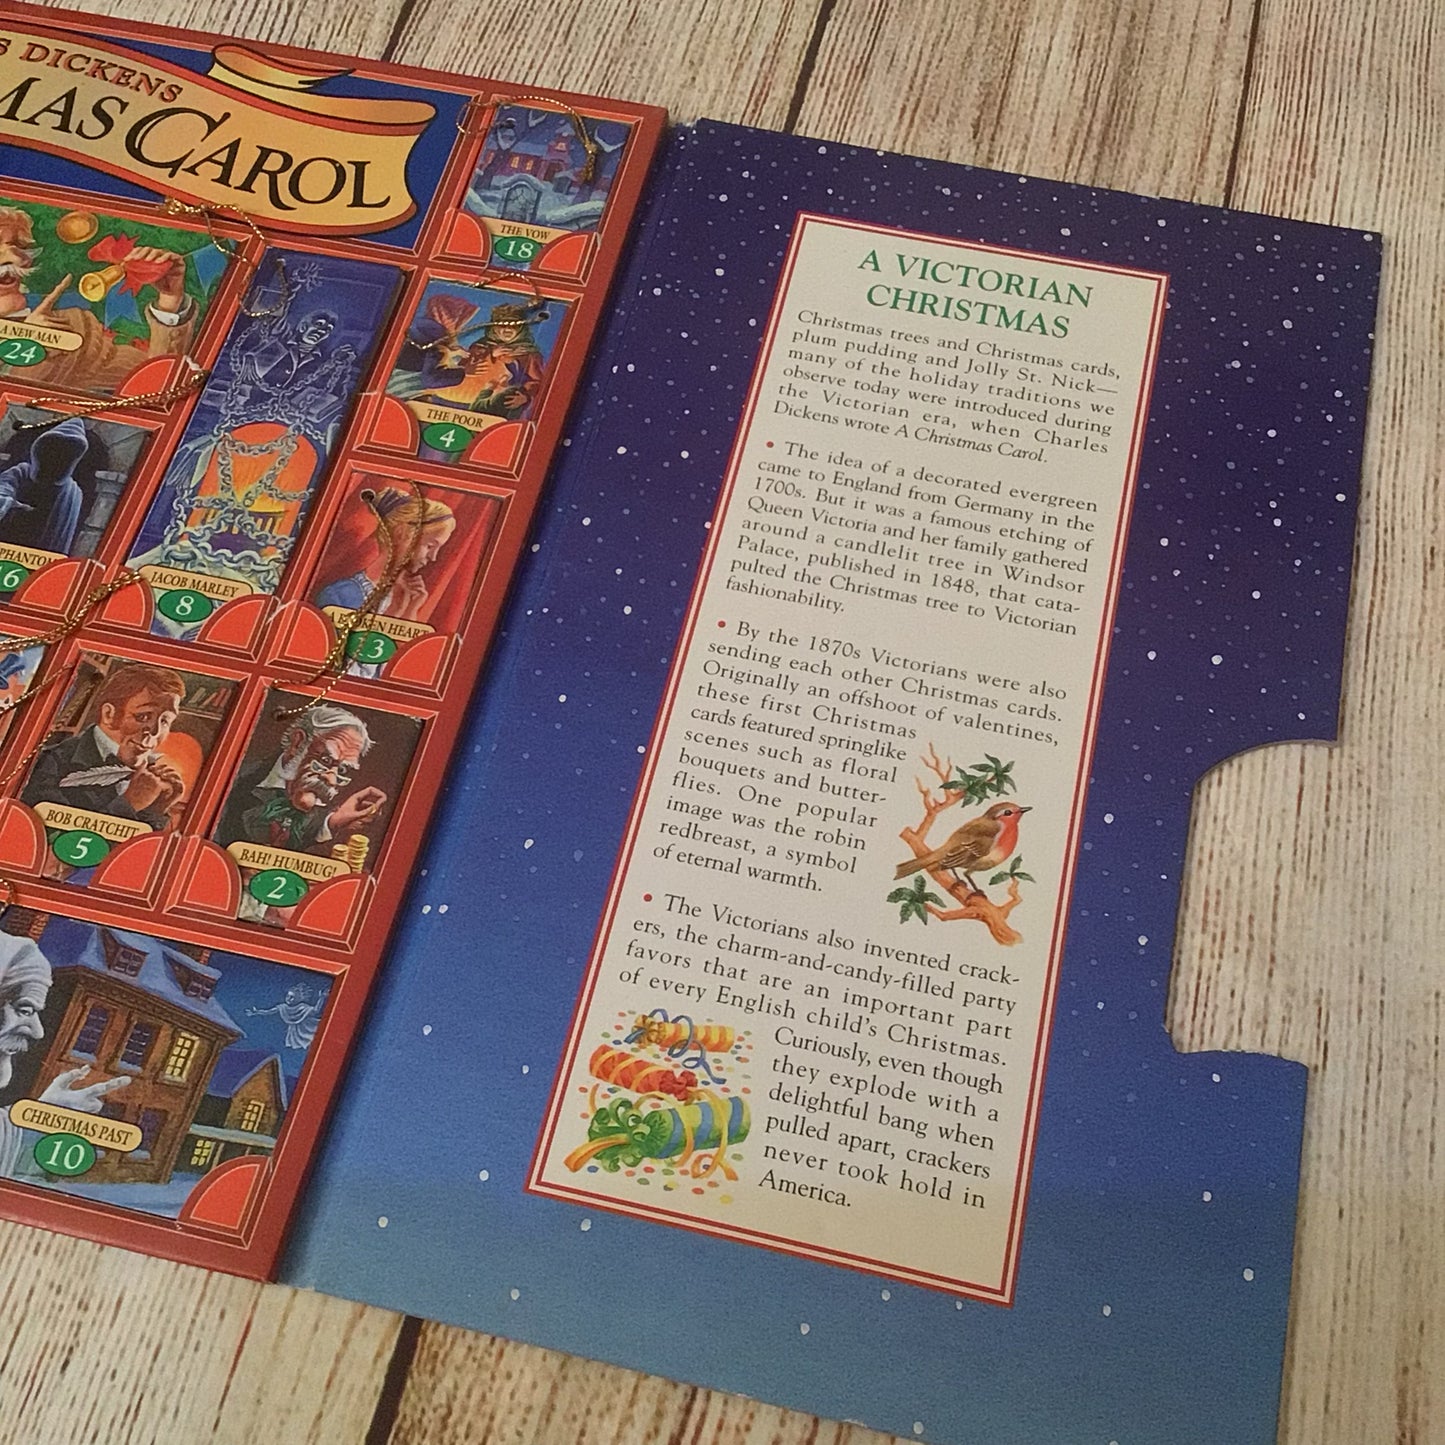 DICKENS
MAS CAROL
THE VOW
18
A NEW MAN
24
THE POOR
4
PHANTOM
16
JACOB MARLEY
8
A BROKEN HEART
13
BOB CRATCHIT
5
BAH! HUMBUG!
2
CHRISTMAS PAST
10
A VICTORIAN
CHRISTMAS
Christmas trees and Christmas cards,
plum pudding and Jolly St. Nick—
many of the holiday traditions we
observe today were introduced during
the Victorian era, when Charles
Dickens wrote A Christmas Carol.
• The idea of a decorated evergreen
came to England from Germany in the
1700s. But it was a famous etching of
Queen Victoria and her family gathered
around a candlelit tree in Windsor
Palace, published in 1848, that cata-
pulted the Christmas tree to Victorian
fashionability.
• By the 1870s Victorians were also
sending each other Christmas cards.
Originally an offshoot of valentines,
these first Christmas
cards featured springlike
scenes such as floral
bouquets and butter-
flies. One popular
image was the robin
redbreast, a symbol
of eternal warmth.
• The Victorians also invented crack-
ers, the charm-and-candy-filled party
favors that are an important part
of every English child's Christmas.
Curiously, even though
they explode with a
delightful bang when
pulled apart, crackers
never took hold in
America.